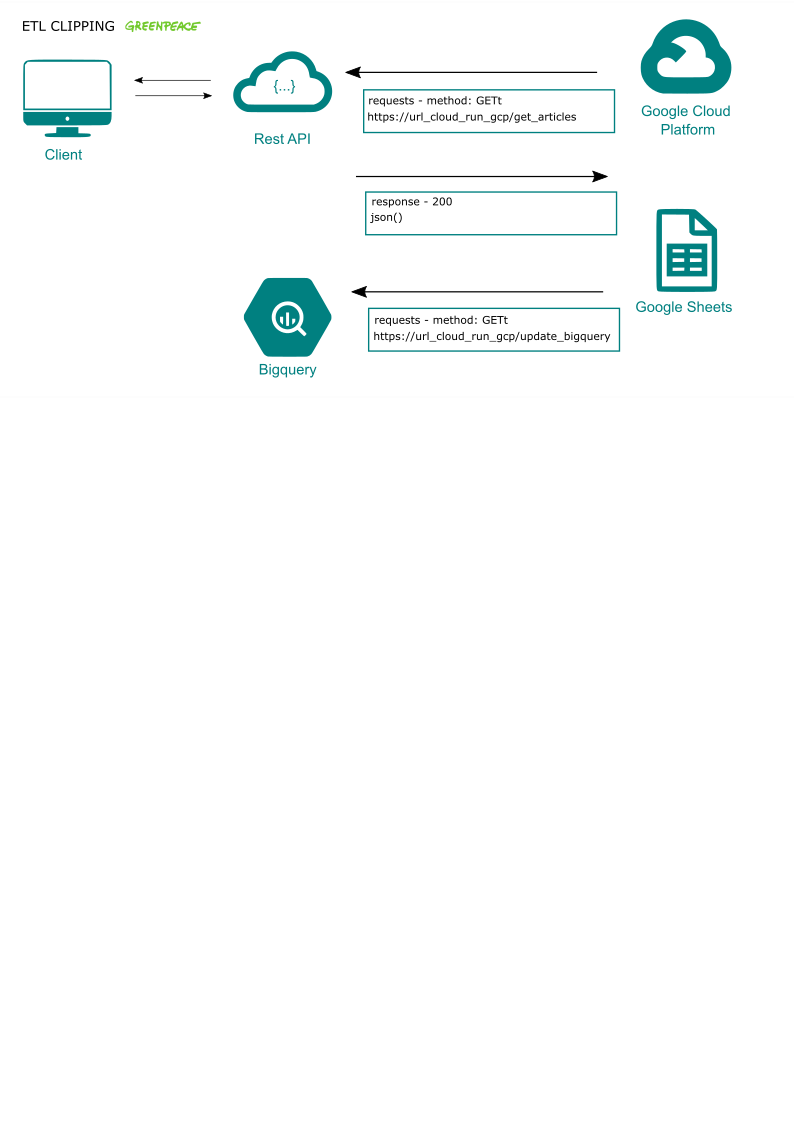 ETL CLIPPING GREENPEACE
{...}
Rest API
Client
requests - method: GETt
https://url_cloud_run_gcp/get_articles
Google Cloud
Platform
response - 200
json()
Google Sheets
requests - method: GETt
https://url_cloud_run_gcp/update_bigquery
Bigquery